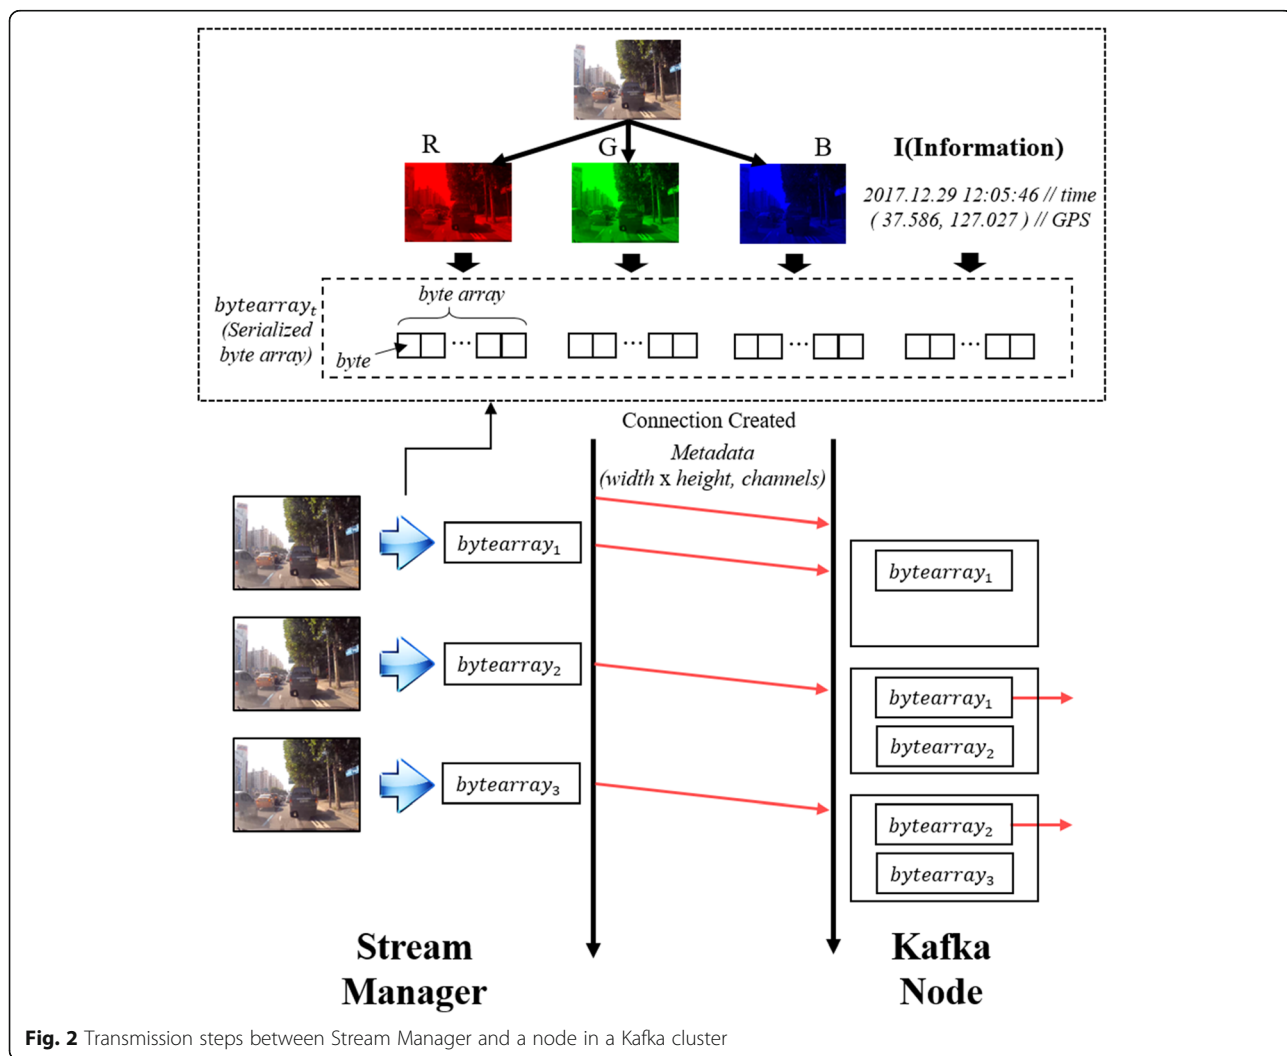 R
G
B
I(Information)
2017.12.29 12:05:46 // time
( 37.586, 127.027 ) // GPS
bytearrayₜ
(Serialized
byte array)
byte array
byte
... ... ... ...
Connection Created
Metadata
(width x height, channels)
bytearray₁
bytearray₁
bytearray₂
bytearray₁
bytearray₂
bytearray₃
bytearray₂
bytearray₃
Stream
Manager
Kafka
Node
Fig. 2 Transmission steps between Stream Manager and a node in a Kafka cluster